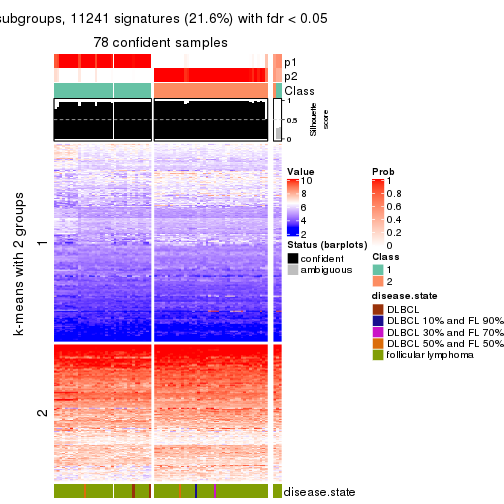 subgroups, 11241 signatures (21.6%) with fdr < 0.05
78 confident samples
p1
p2
Class
1
0.5
0
Silhouette
score
k-means with 2 groups
1
2
disease.state
Value
10
8
6
4
2
Status (barplots)
confident
ambiguous
Prob
1
0.8
0.6
0.4
0.2
0
Class
1
2
disease.state
DLBCL
DLBCL 10% and FL 90%
DLBCL 30% and FL 70%
DLBCL 50% and FL 50%
follicular lymphoma